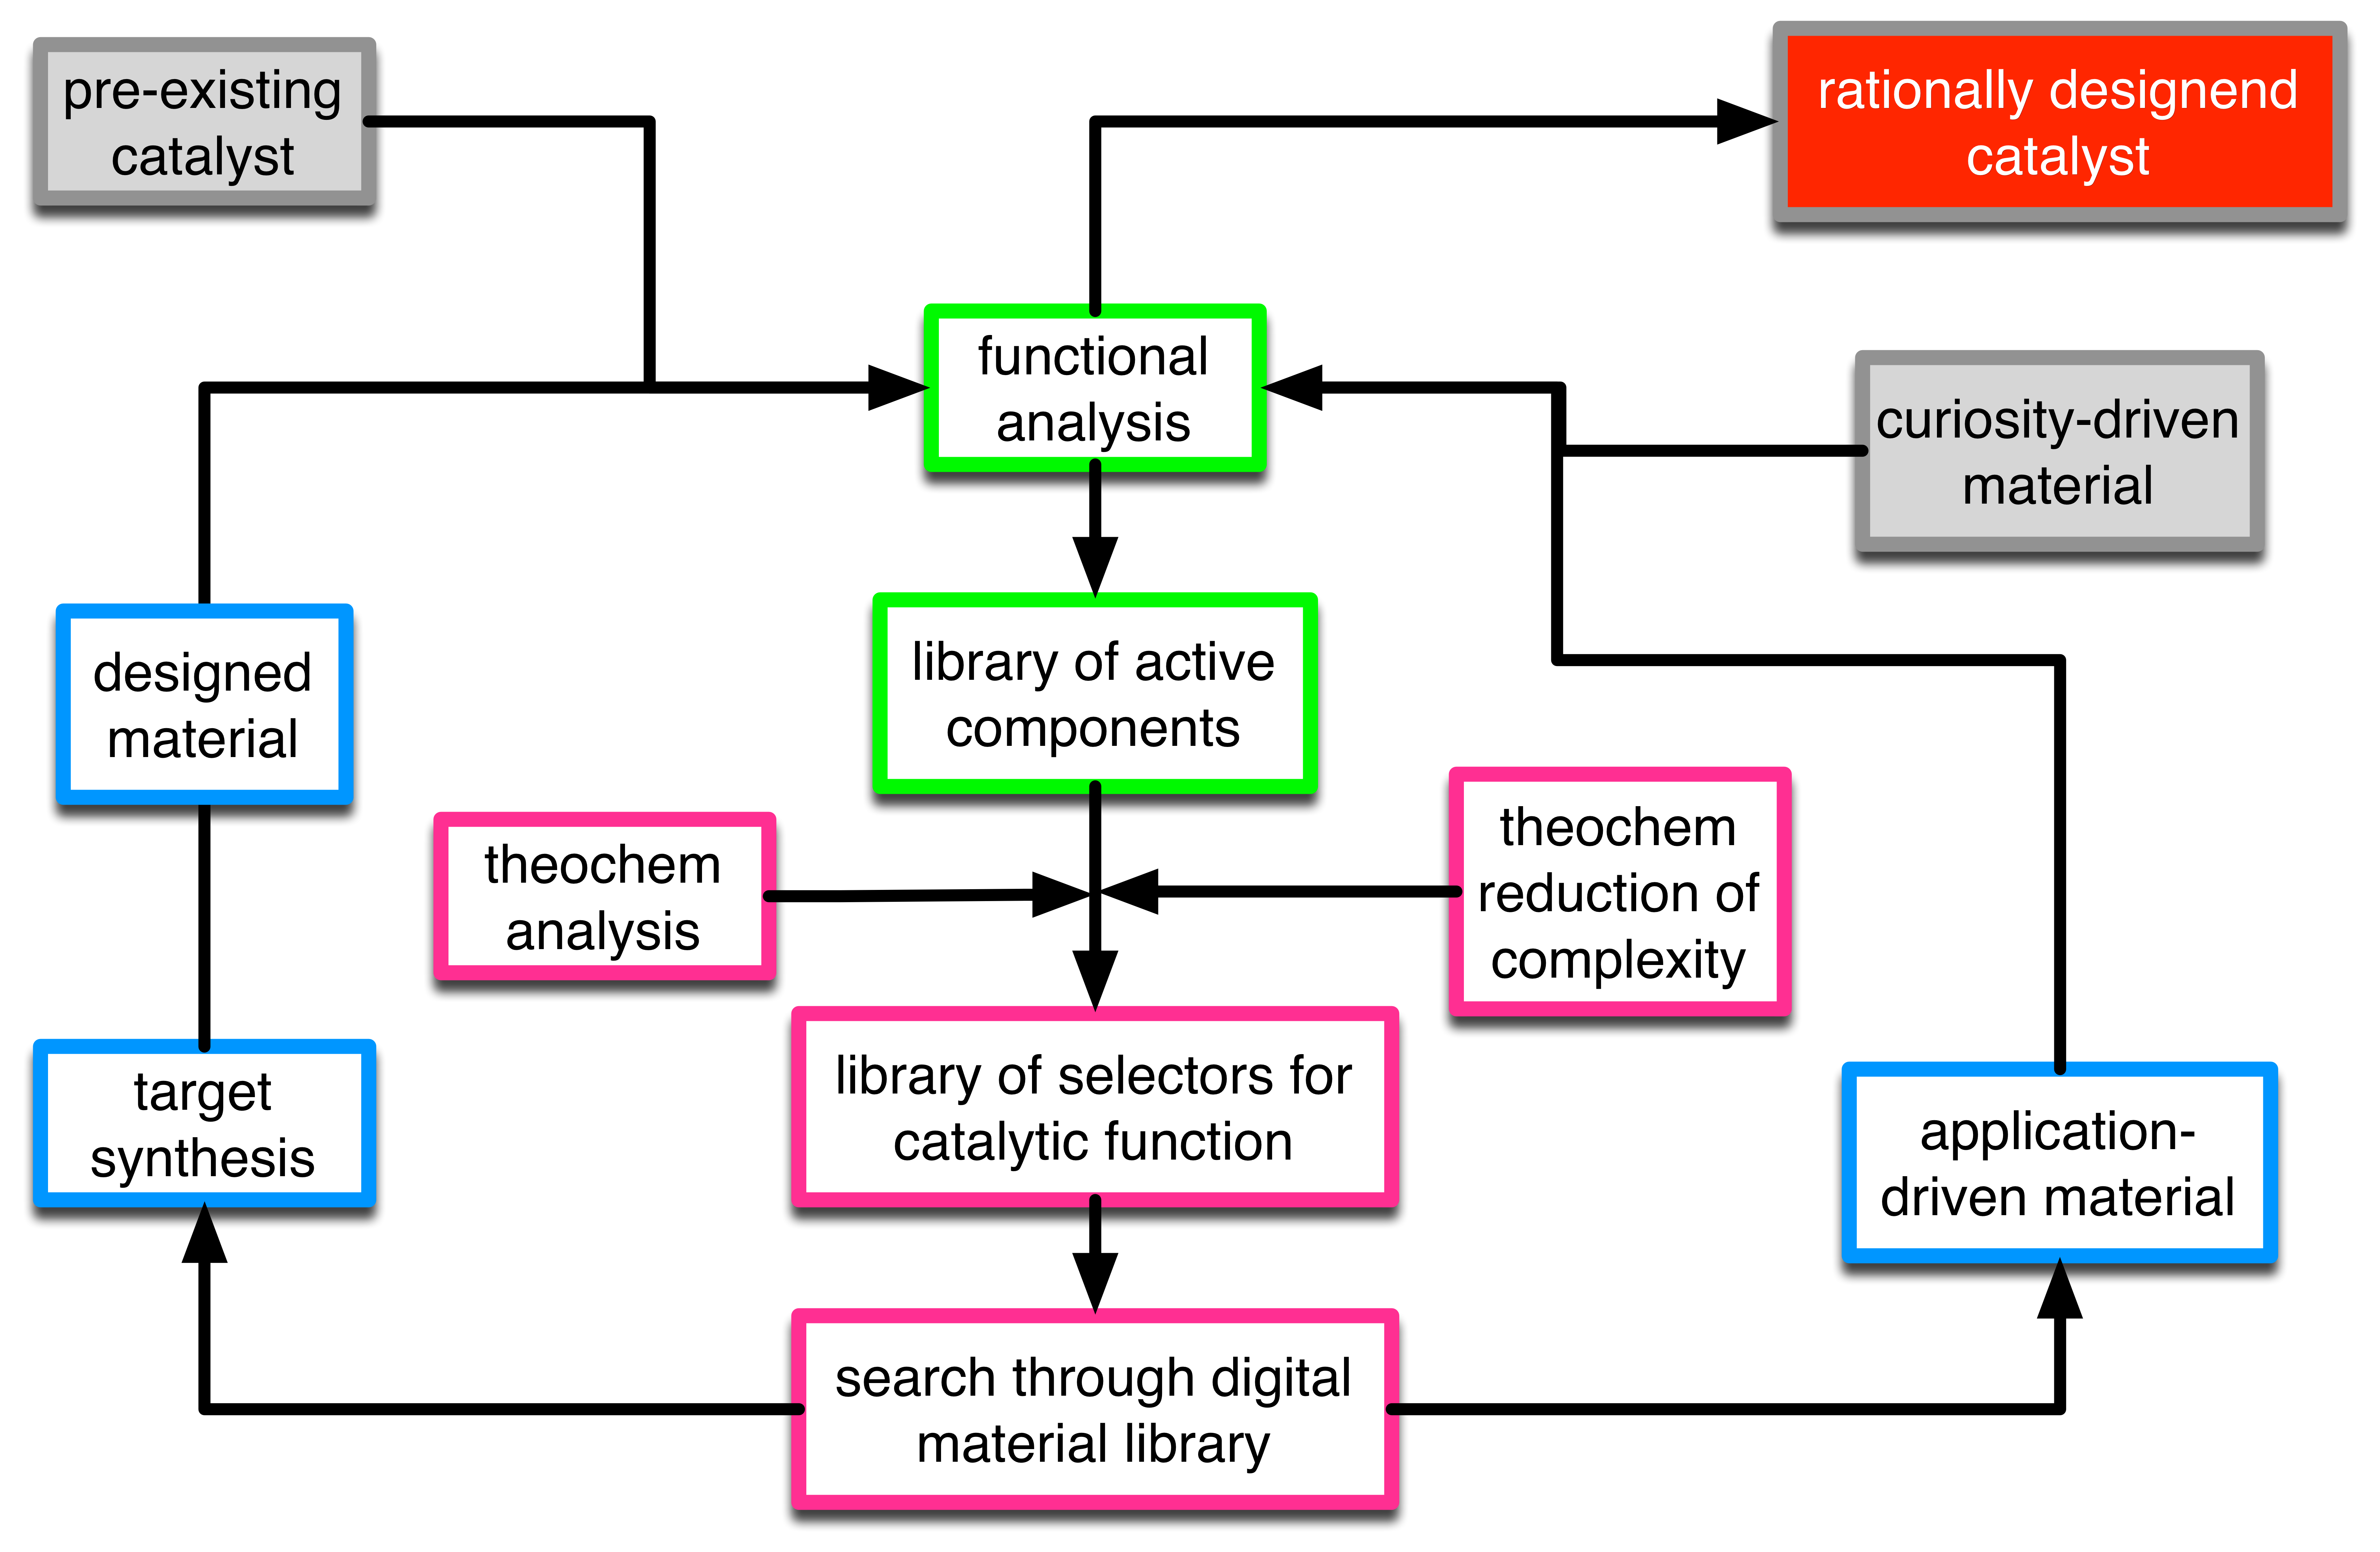 pre-existing
catalyst
rationally designend
catalyst
functional
analysis
curiosity-driven
material
designed
material
library of active
components
theochem
analysis
theochem
reduction of
complexity
target
synthesis
library of selectors for
catalytic function
application-
driven material
search through digital
material library